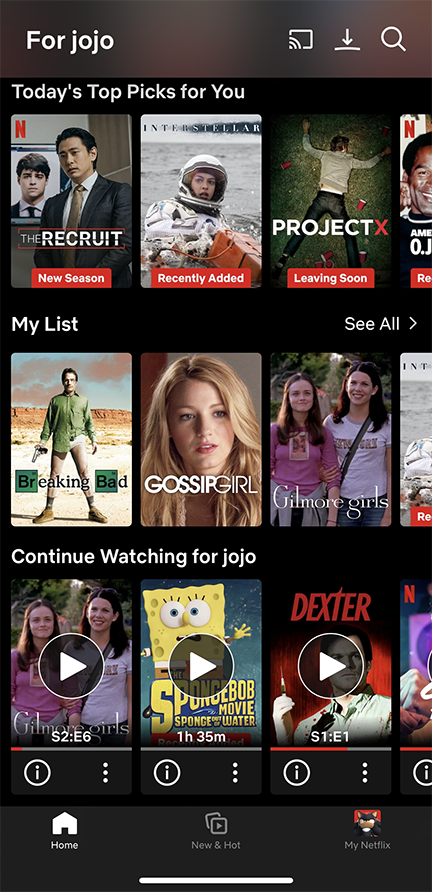 For jojo
Today's Top Picks for You
N
THE RECRUIT
New Season
INTERSTELLAR
Recently Added
PROJECT X
Leaving Soon
N
AME
O.J
Re
My List
See All
Breaking Bad
GOSSIPGIRL
Gilmore girls
INT
Re
Continue Watching for jojo
Gilmore girls
S2:E6
THE
SPONGEBOB
MOVIE
SPONGE OUT OF WATER
1h 35m
DEXTER
S1:E1
N
Home
New & Hot
My Netflix